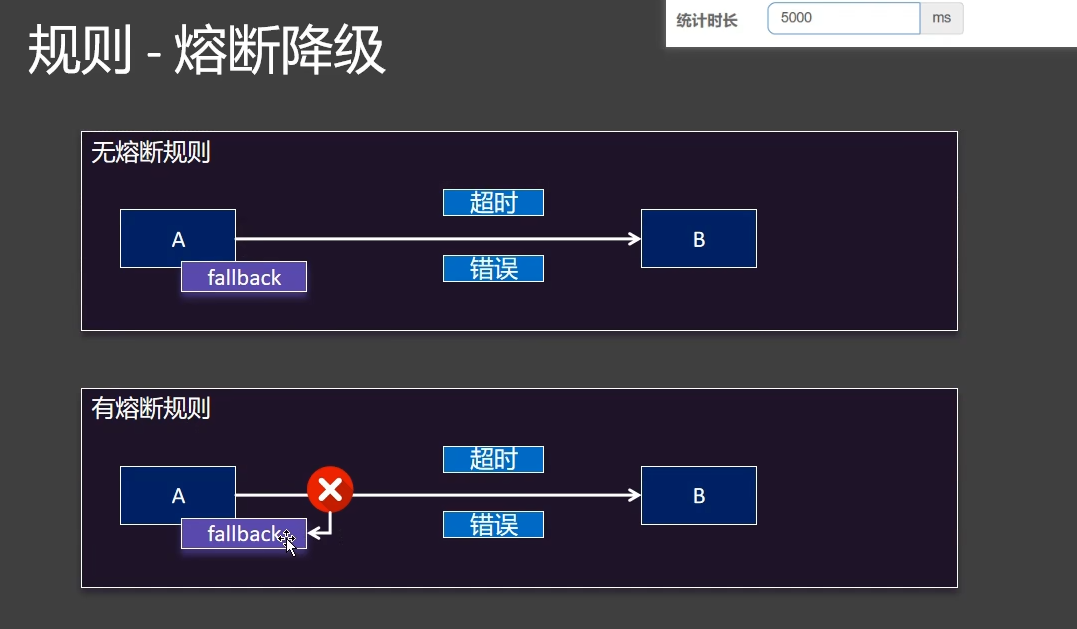 统计时长 5000 ms
规则 - 熔断降级
无熔断规则
超时
A B
错误
fallback
有熔断规则
超时
A B
错误
fallback